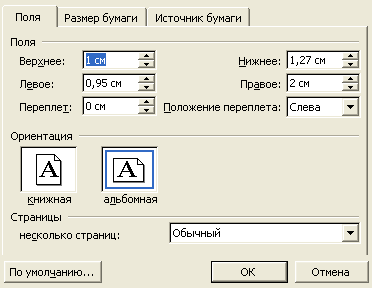 Поля Размер бумаги Источник бумаги
Поля
Верхнее: 1 см Нижнее: 1,27 см
Левое: 0,95 см Правое: 2 см
Переплет: 0 см Положение переплета: Слева
Ориентация
A A
книжная альбомная
Страницы
несколько страниц: Обычный
По умолчанию... ОК Отмена